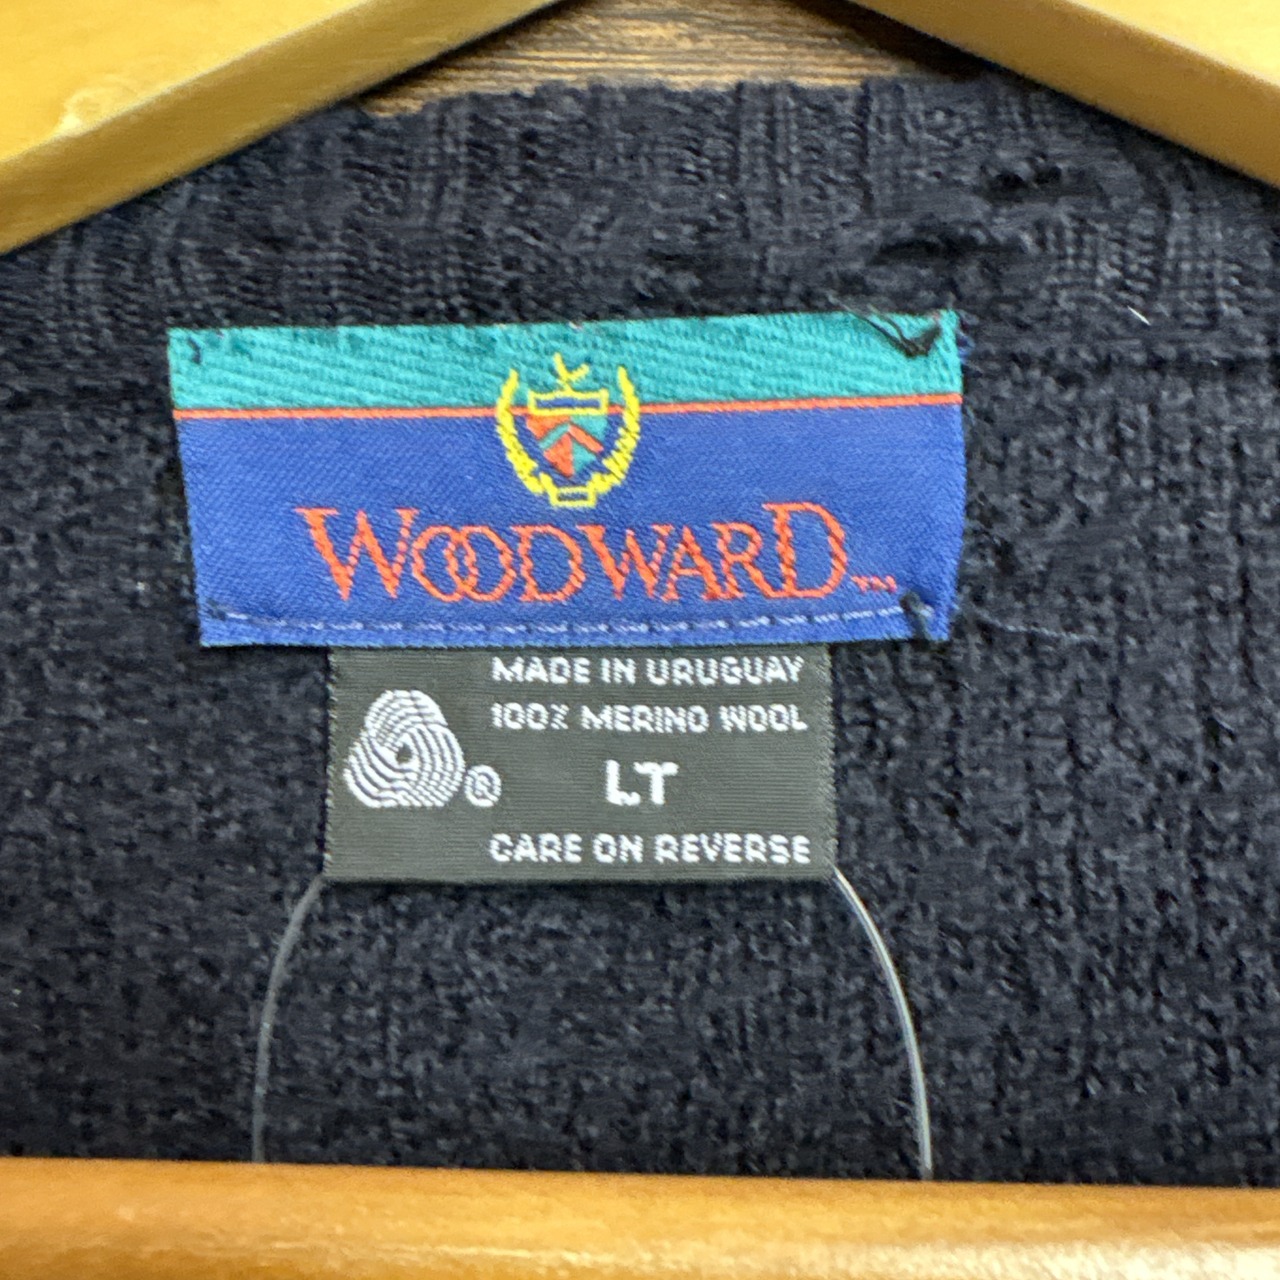 WOODWARD™
MADE IN URUGUAY
100% MERINO WOOL
®
LT
CARE ON REVERSE